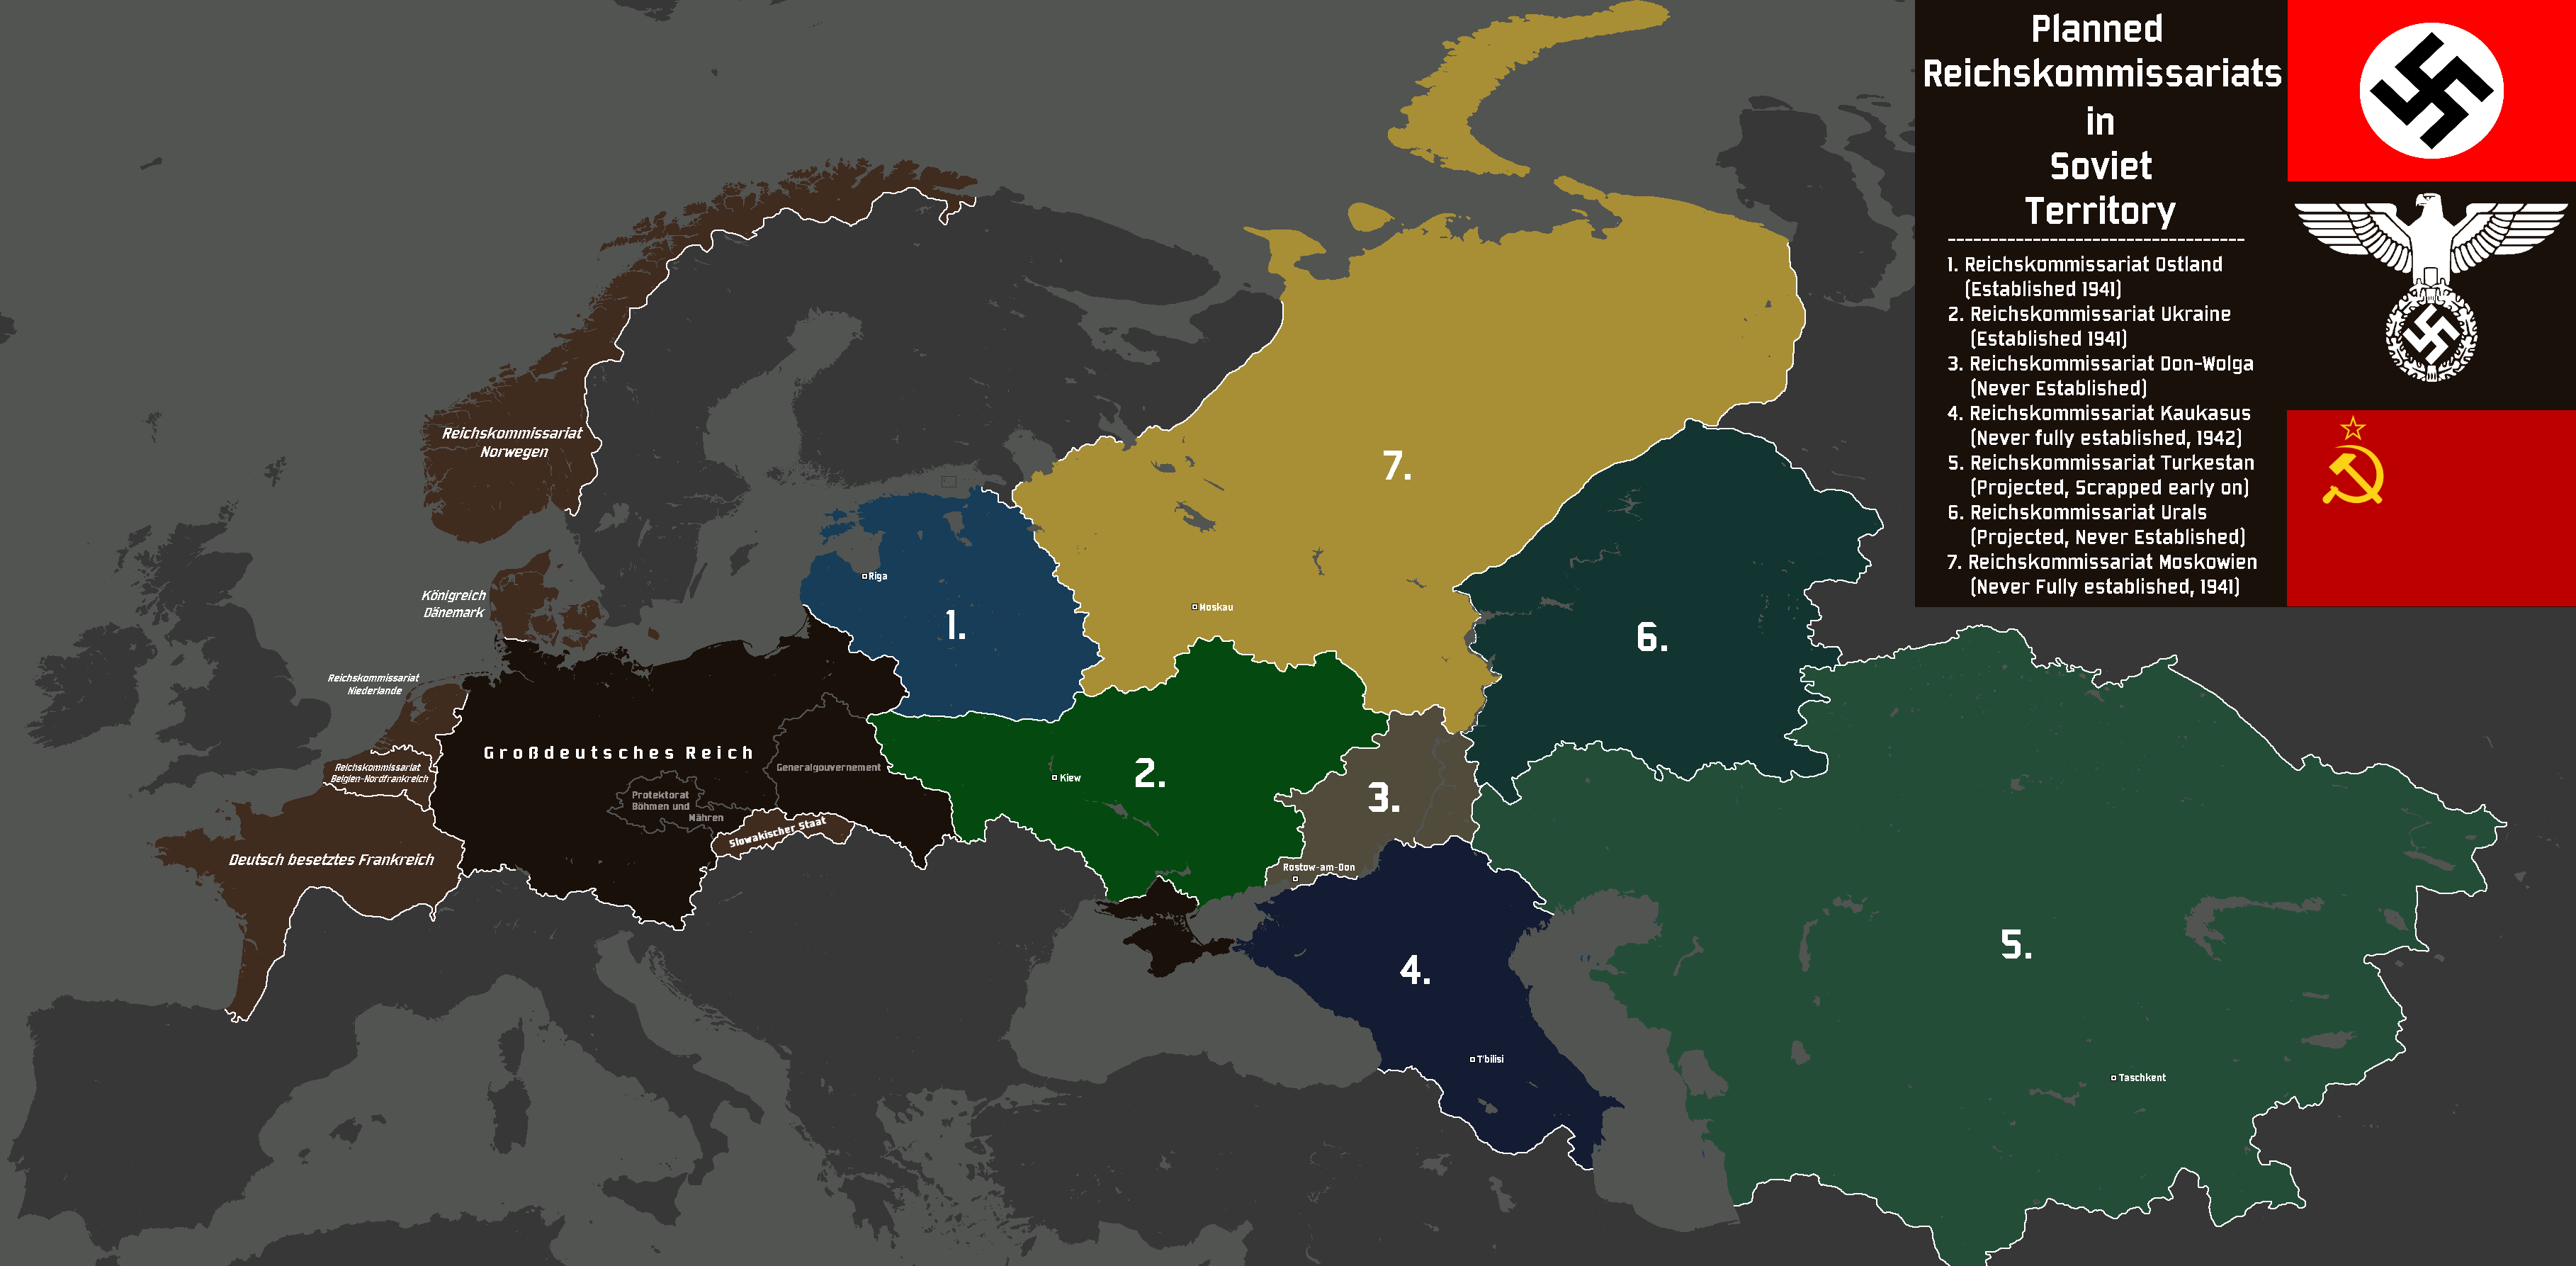 Planned
Reichskommissariats
in
Soviet
Territory
----------------------------------
1. Reichskommissariat Ostland
(Established 1941)
2. Reichskommissariat Ukraine
(Established 1941)
3. Reichskommissariat Don-Wolga
(Never Established)
4. Reichskommissariat Kaukasus
(Never fully established, 1942)
5. Reichskommissariat Turkestan
(Projected, Scrapped early on)
6. Reichskommissariat Urals
(Projected, Never Established)
7. Reichskommissariat Moskowien
(Never Fully established, 1941)
Reichskommissariat
Norwegen
7.
Riga
Königreich
Dänemark
Moskau
1.
6.
Reichskommissariat
Niederlande
Großdeutsches Reich
Generalgouvernement
Reichskommissariat
Belgien-Nordfrankreich
Kiew
2.
3.
Protektorat
Böhmen und
Mähren
Slowakischer Staat
Deutsch besetztes Frankreich
Rostow-am-Don
5.
4.
T'bilisi
Taschkent